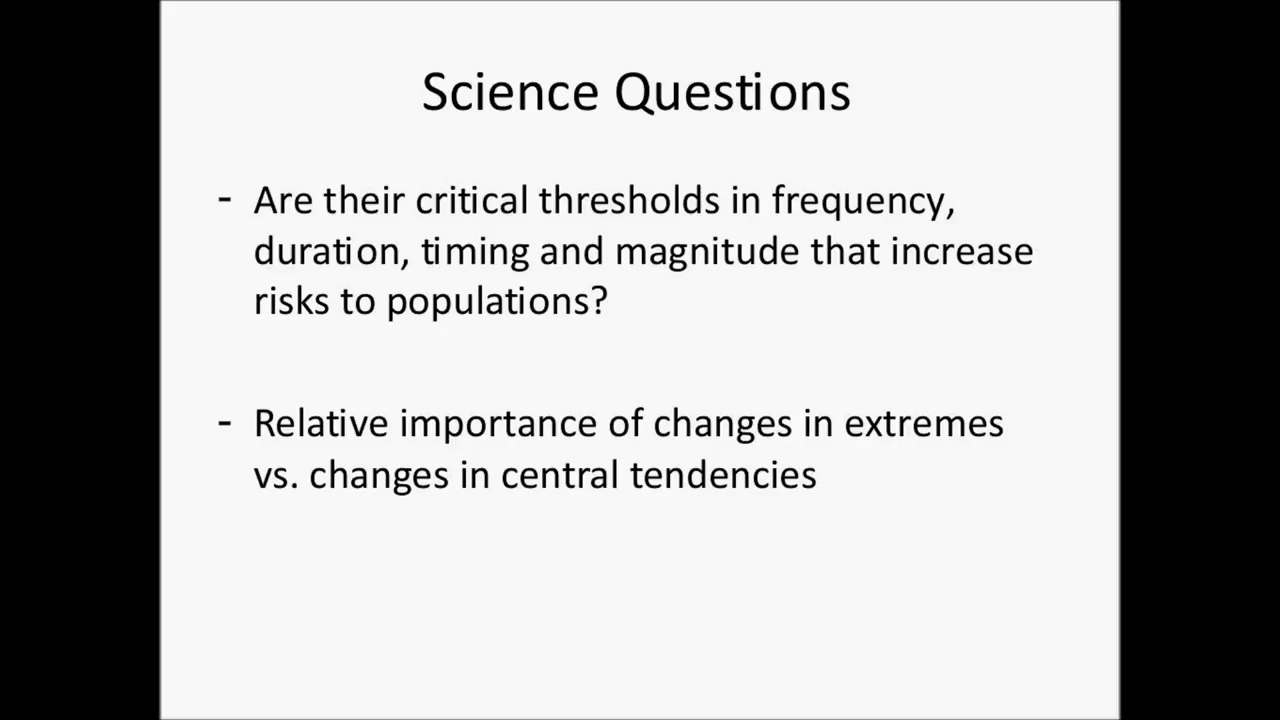 Science Questions
- Are their critical thresholds in frequency,
duration, timing and magnitude that increase
risks to populations?
- Relative importance of changes in extremes
vs. changes in central tendencies